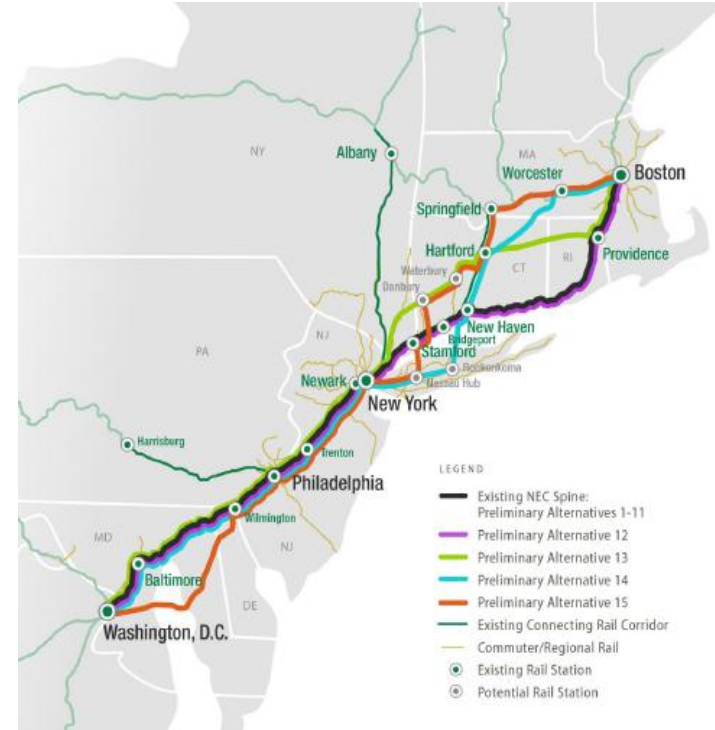 NY
Albany
MA
Worcester
Boston
Springfield
Hartford
Waterbury
Danbury
CT
RI
Providence
New Haven
Bridgeport
Stamford
NJ
PA
Ronkonkoma
Nassau Hub
Newark
New York
Harrisburg
Trenton
Philadelphia
Wilmington
MD
NJ
Baltimore
DE
Washington, D.C.
LEGEND
Existing NEC Spine:
Preliminary Alternatives 1-11
Preliminary Alternative 12
Preliminary Alternative 13
Preliminary Alternative 14
Preliminary Alternative 15
Existing Connecting Rail Corridor
Commuter/Regional Rail
Existing Rail Station
Potential Rail Station